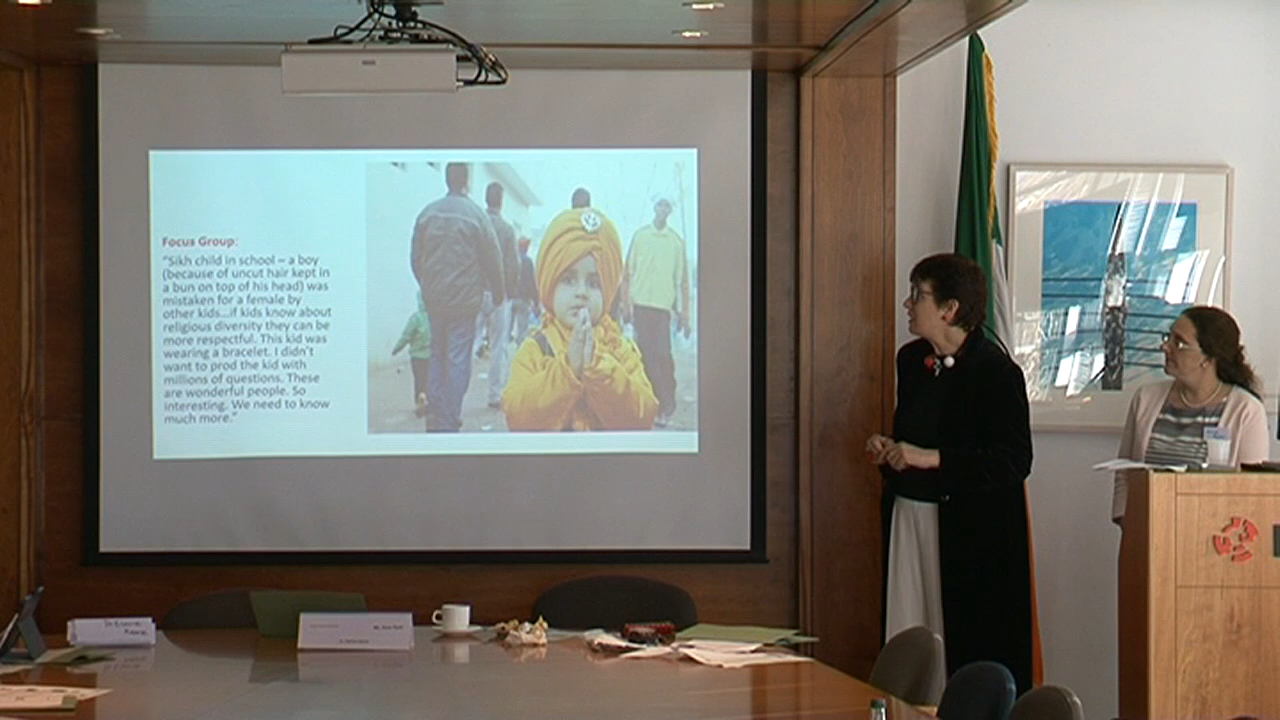 Focus Group:
"Sikh child in school – a boy
(because of uncut hair kept in
a bun on top of his head) was
mistaken for a female by
other kids...if kids know about
religious diversity they can be
more respectful. This kid was
wearing a bracelet. I didn't
want to prod the kid with
millions of questions. These
are wonderful people. So
interesting. We need to know
much more."